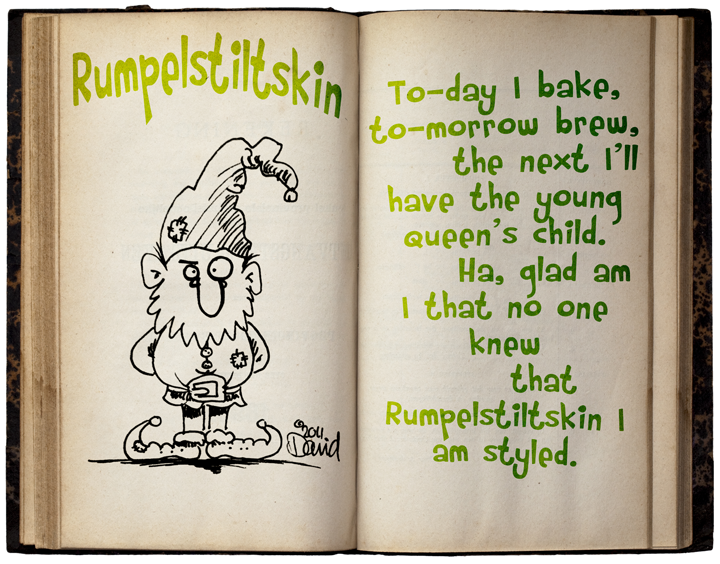 Rumpelstiltskin
©2011
David
To-day I bake,
to-morrow brew,
the next I'll
have the young
queen's child.
Ha, glad am
I that no one
knew
that
Rumpelstiltskin I
am styled.